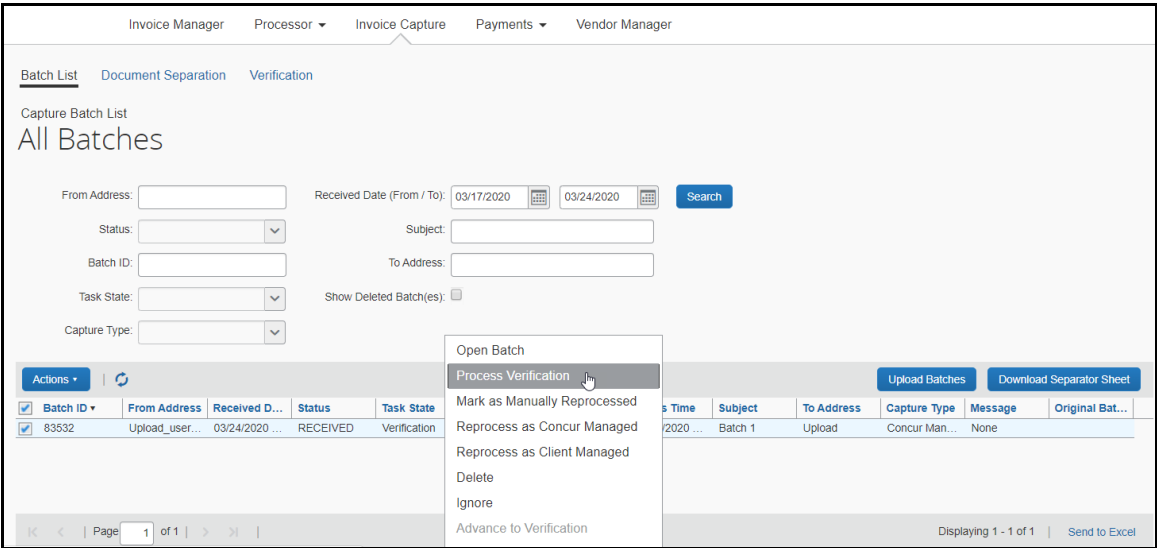 Invoice Manager Processor Invoice Capture Payments Vendor Manager
Batch List Document Separation Verification
Capture Batch List
All Batches
From Address: Received Date (From / To): 03/17/2020 03/24/2020 Search
Status: Subject:
Batch ID: To Address:
Task State: Show Deleted Batch(es):
Capture Type:
Open Batch
Process Verification
Mark as Manually Reprocessed
Reprocess as Concur Managed
Reprocess as Client Managed
Delete
Ignore
Advance to Verification
Actions Upload Batches Download Separator Sheet
Batch ID From Address Received D... Status Task State s Time Subject To Address Capture Type Message Original Bat...
83532 Upload_user... 03/24/2020 ... RECEIVED Verification /2020 ... Batch 1 Upload Concur Man... None
Page 1 of 1 Displaying 1 - 1 of 1 Send to Excel